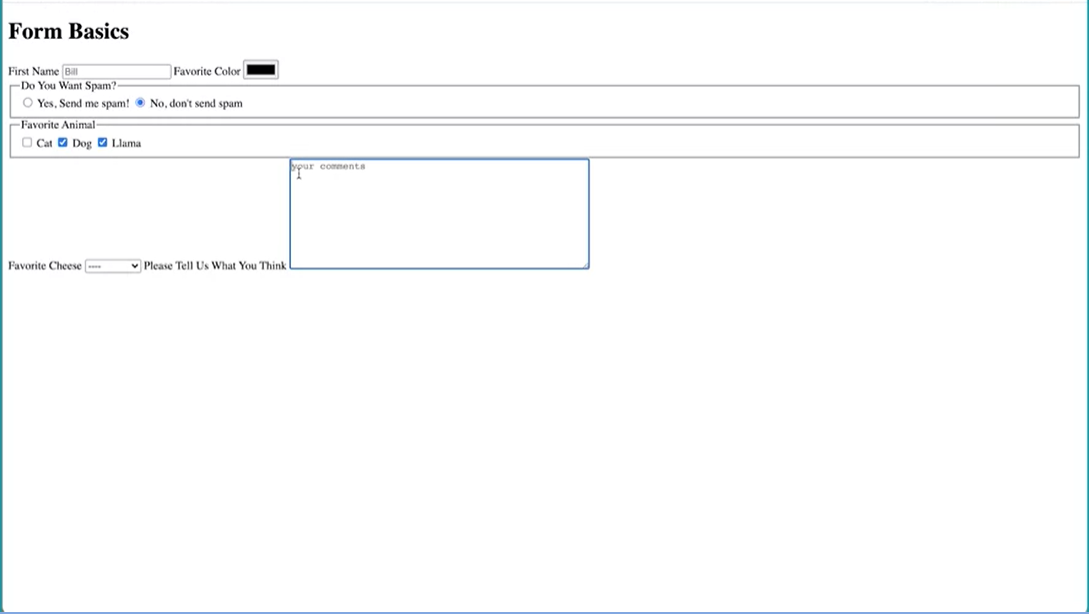 Form Basics
First Name Bill Favorite Color
Do You Want Spam?
Yes, Send me spam! No, don't send spam
Favorite Animal
Cat Dog Llama
your comments
Favorite Cheese ---- Please Tell Us What You Think